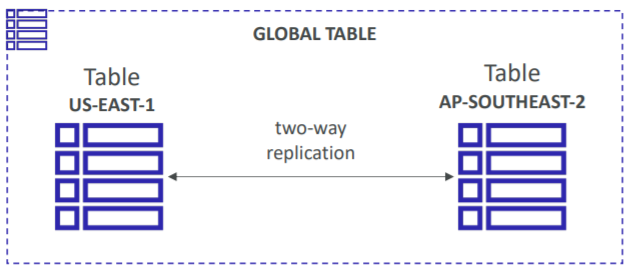 GLOBAL TABLE
Table
US-EAST-1
Table
AP-SOUTHEAST-2
two-way
replication